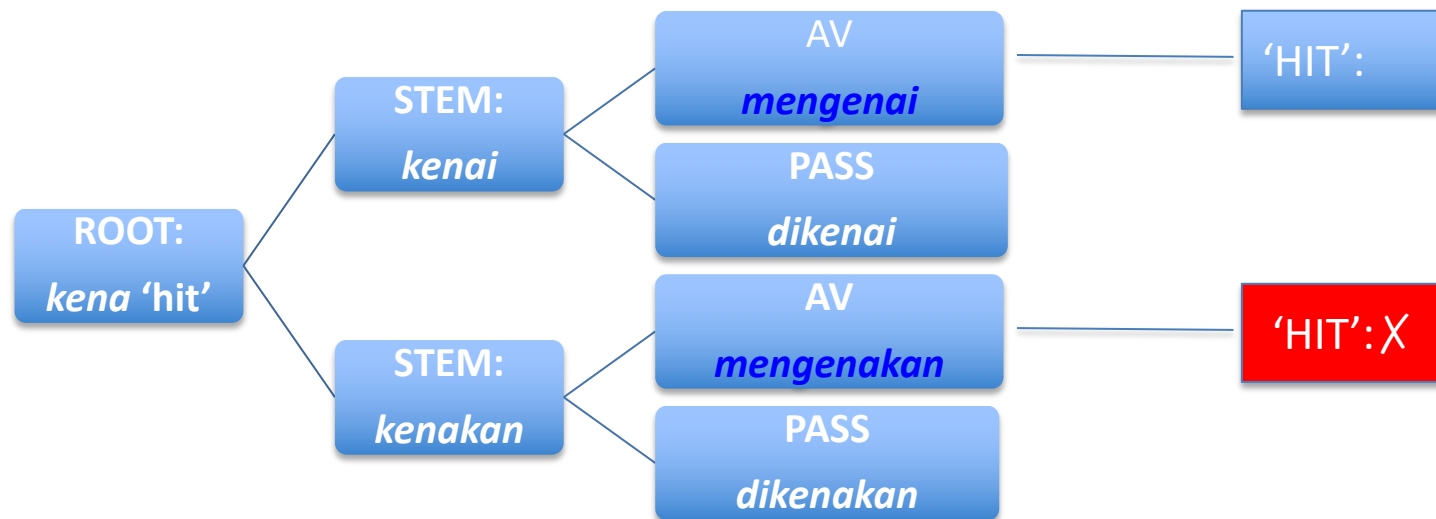 ROOT:
kena ‘hit’
STEM:
kenai
STEM:
kenakan
AV
mengenai
PASS
dikenai
AV
mengenakan
PASS
dikenakan
‘HIT’:
‘HIT’: X